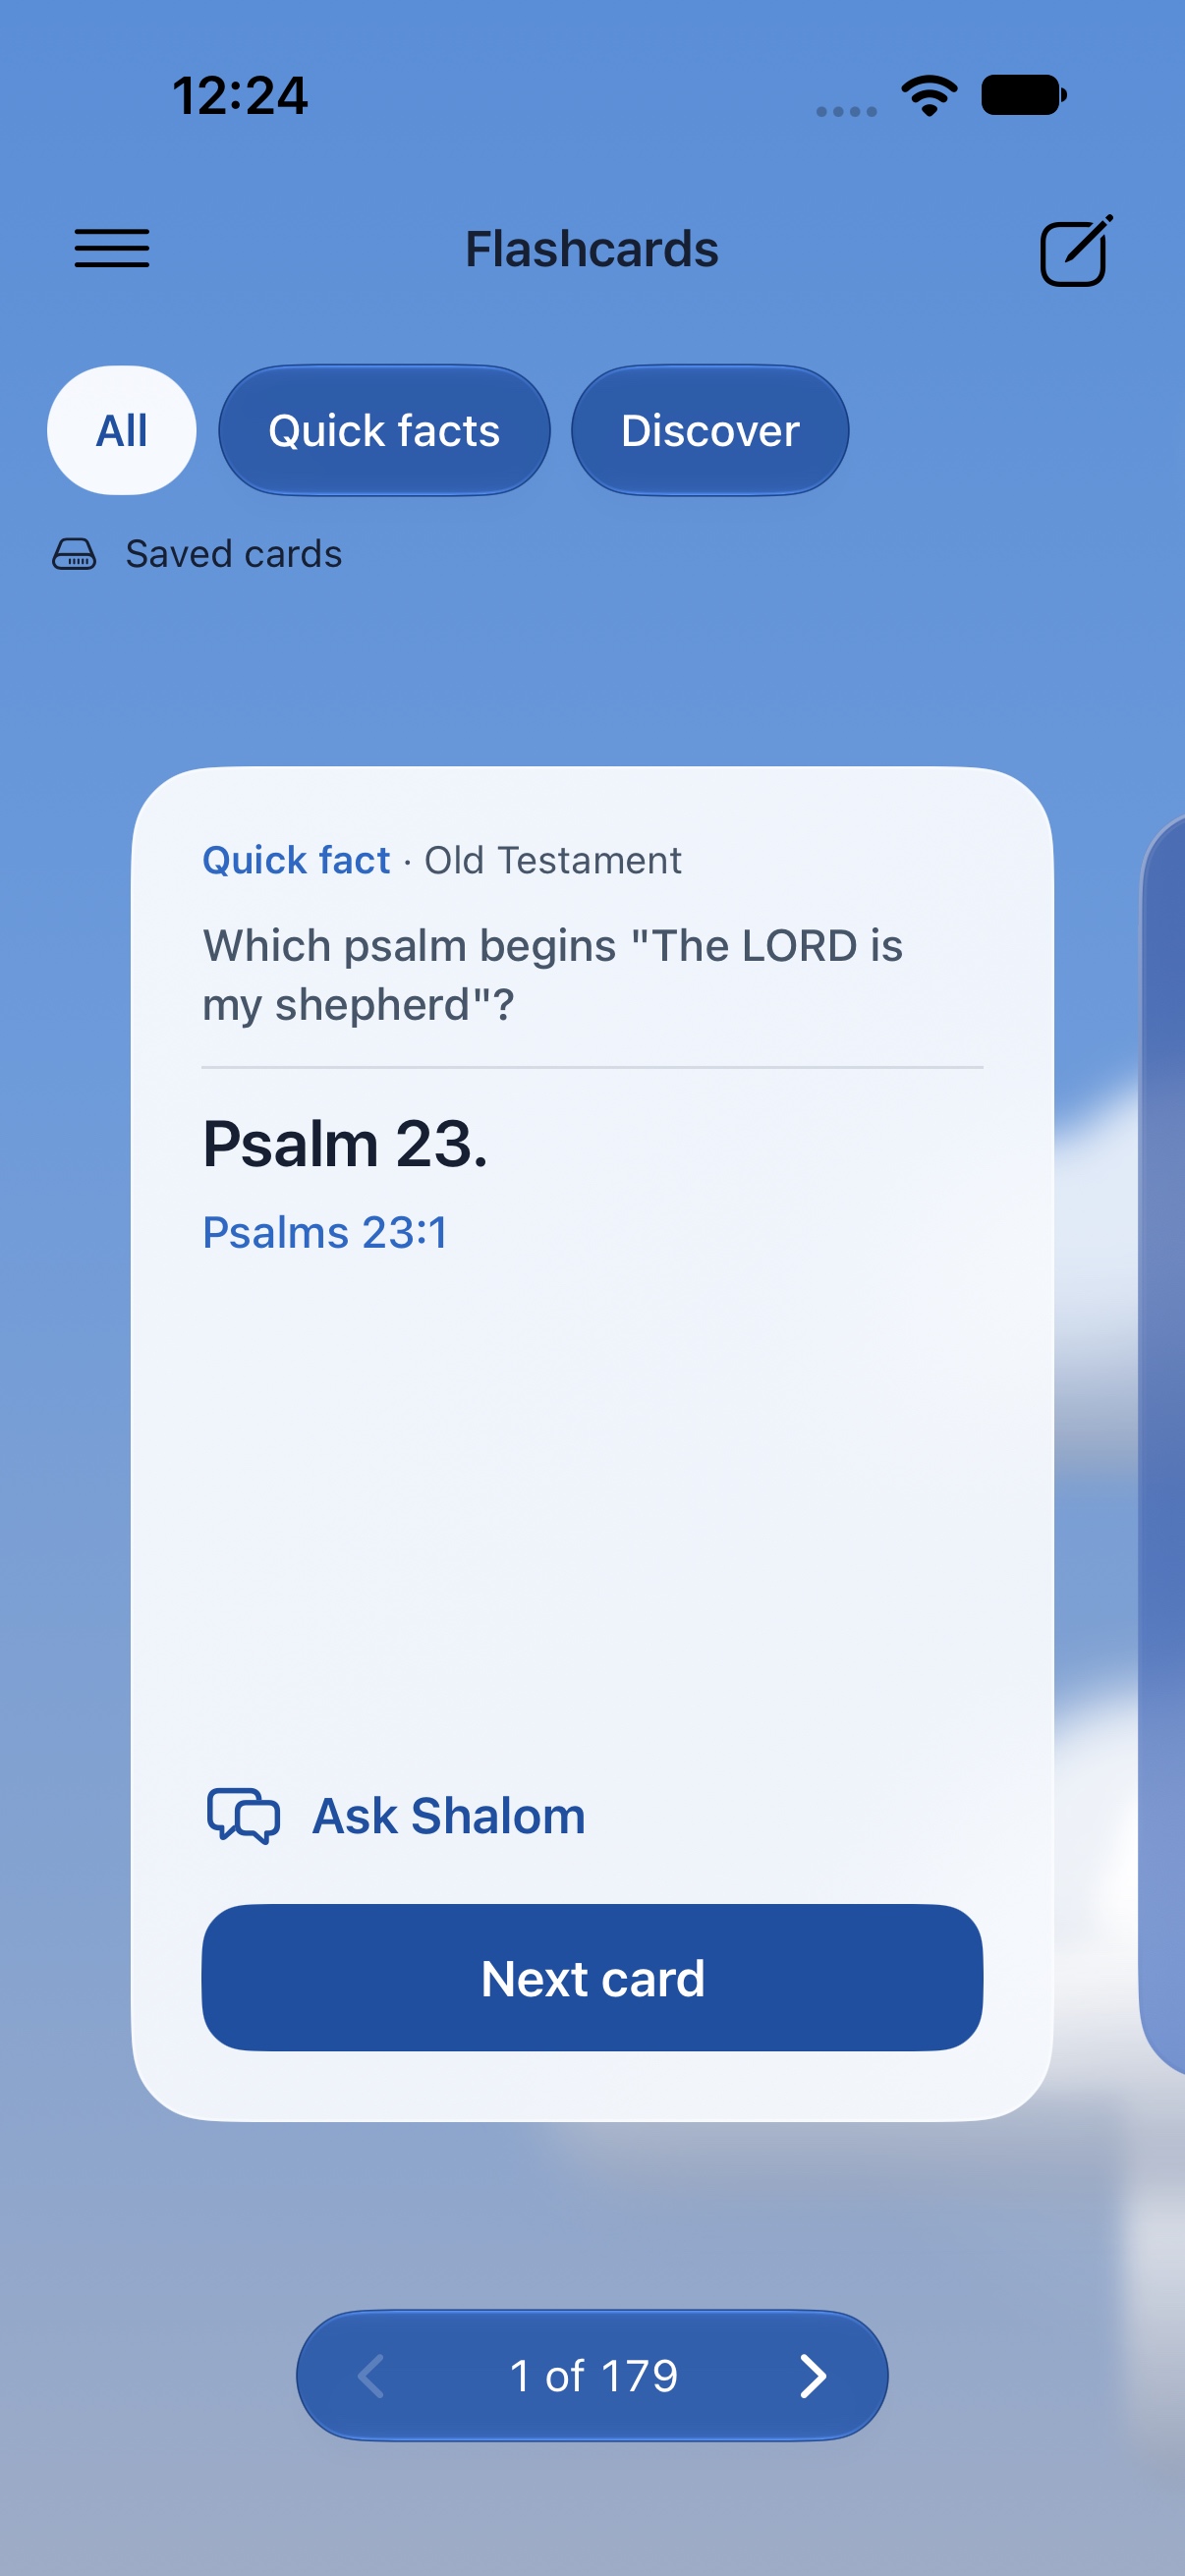 12:24
Flashcards
All
Quick facts
Discover
Saved cards
Quick fact · Old Testament
Which psalm begins "The LORD is
my shepherd"?
Psalm 23.
Psalms 23:1
Ask Shalom
Next card
1 of 179